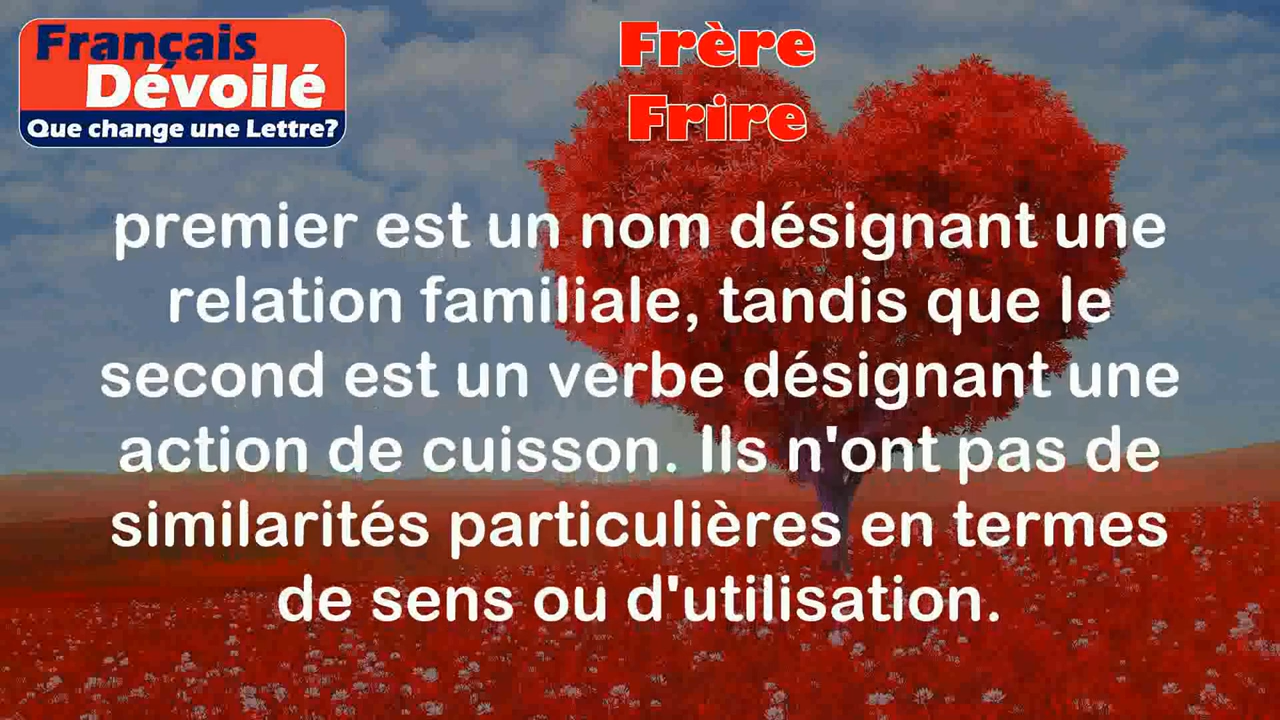 Français
Dévoilé
Que change une Lettre?
Frère
Frire
premier est un nom désignant une
relation familiale, tandis que le
second est un verbe désignant une
action de cuisson. Ils n'ont pas de
similarités particulières en termes
de sens ou d'utilisation.